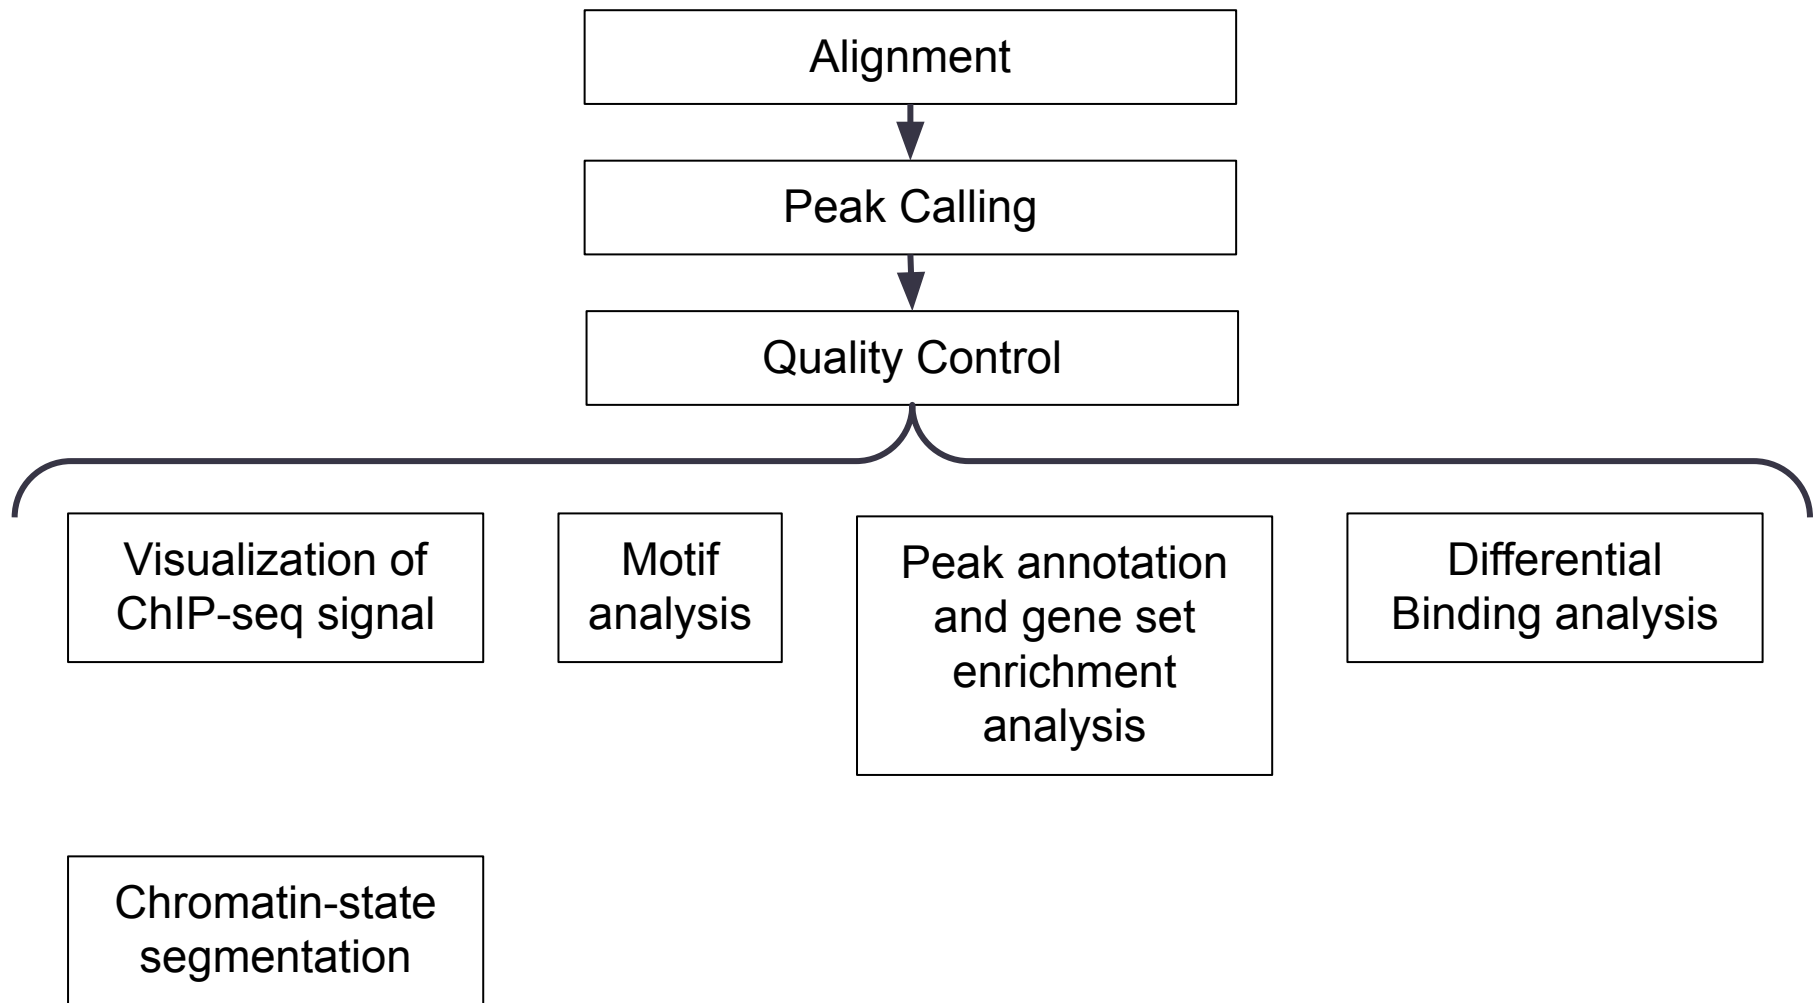 Alignment
Peak Calling
Quality Control
Visualization of
ChIP-seq signal
Motif
analysis
Peak annotation
and gene set
enrichment
analysis
Differential
Binding analysis
Chromatin-state
segmentation